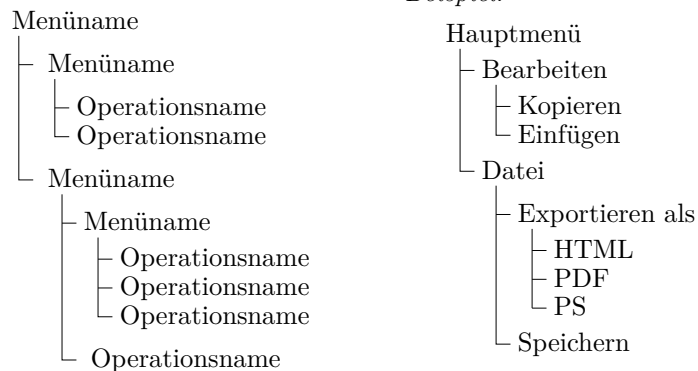 Beispiel:
Menüname
Menüname
Operationsname
Operationsname
Menüname
Menüname
Operationsname
Operationsname
Operationsname
Operationsname
Hauptmenü
Bearbeiten
Kopieren
Einfügen
Datei
Exportieren als
HTML
PDF
PS
Speichern